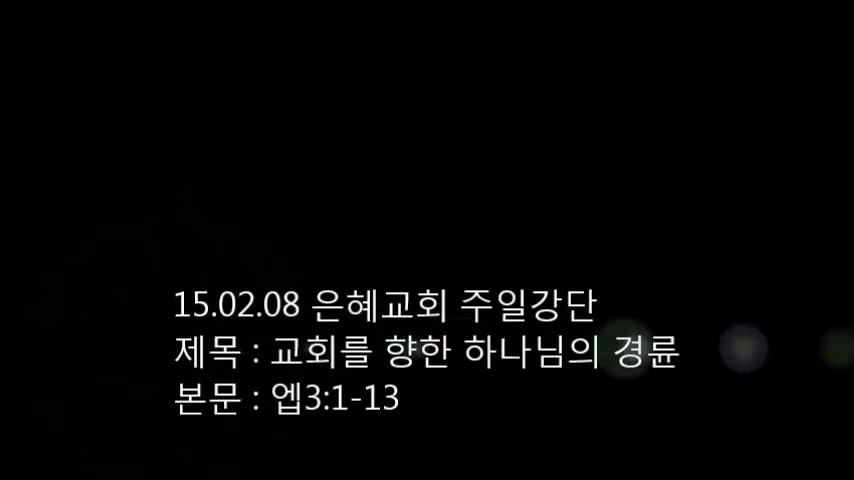 15.02.08 은혜교회 주일강단
제목 : 교회를 향한 하나님의 경륜
본문 : 엡3:1-13